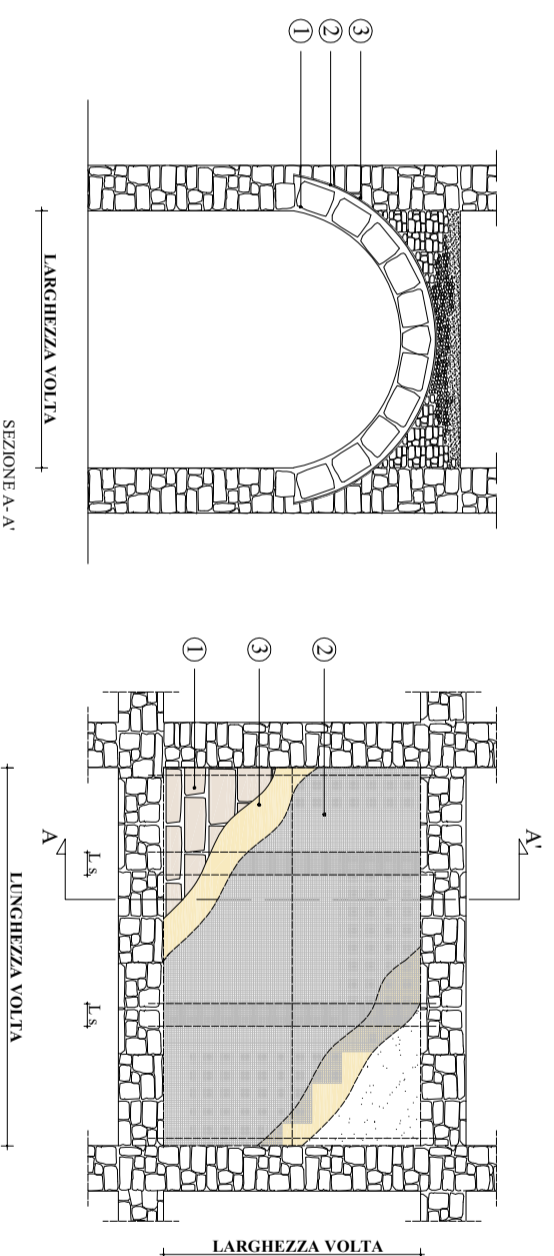 ①
②
③
LARGHEZZA VOLTA
SEZIONE A- A'
①
③
②
A
A'
Ls
Ls
LUNGHEZZA VOLTA
LARGHEZZA VOLTA